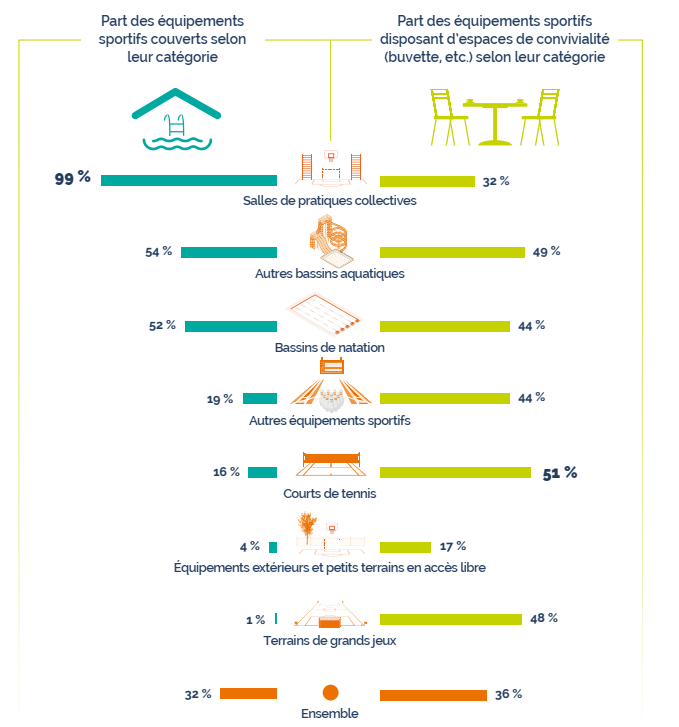 Part des équipements
sportifs couverts selon
leur catégorie
Part des équipements sportifs
disposant d'espaces de convivialité
(buvette, etc.) selon leur catégorie
99 %
32 %
Salles de pratiques collectives
54 %
49 %
Autres bassins aquatiques
52 %
44 %
Bassins de natation
19 %
44 %
Autres équipements sportifs
16 %
51 %
Courts de tennis
4 %
17 %
Équipements extérieurs et petits terrains en accès libre
1 %
48 %
Terrains de grands jeux
32 %
36 %
Ensemble